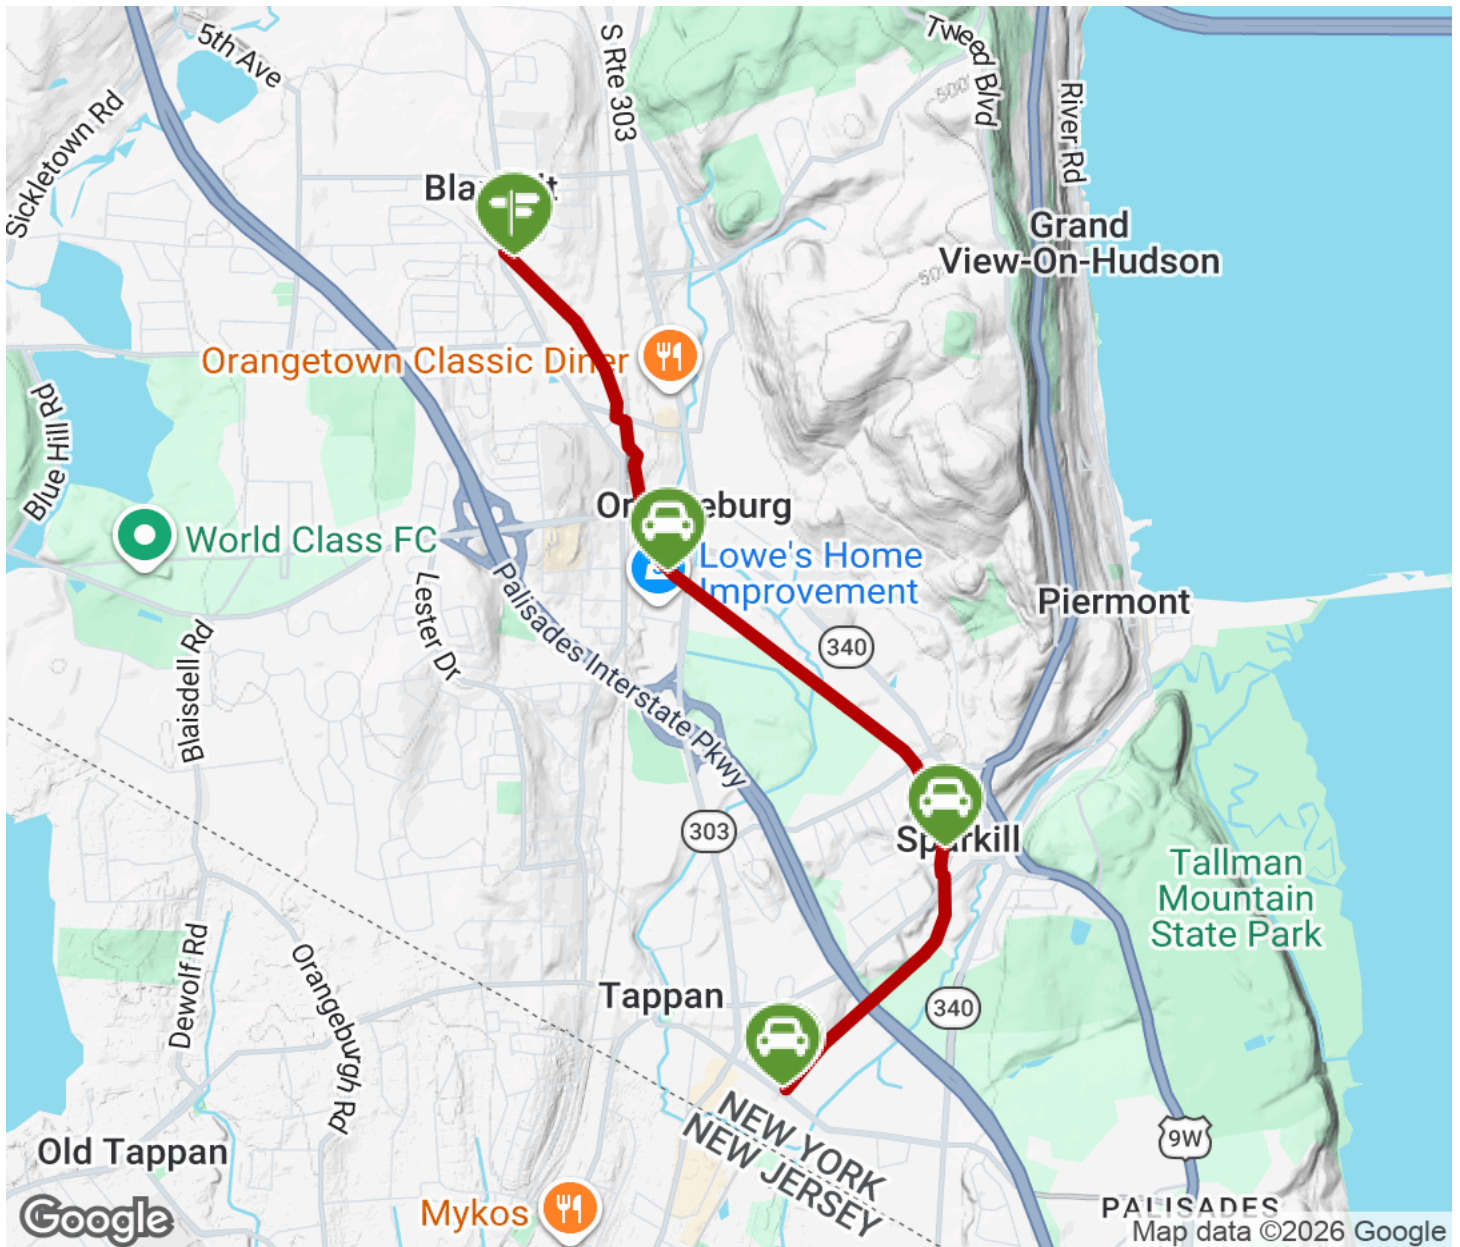 5th Ave
S Rte 303
Tweed Blvd
River Rd
Sickletown Rd
500
Grand
View-On-Hudson
Orangetown Classic Diner
Blue Hill Rd
World Class FC
Lowe's Home
Improvement
Lester Dr
Palisades Interstate Pkwy
Piermont
340
Blaisdell Rd
303
Sparkill
Tallman
Mountain
State Park
Dewolf Rd
Orangeburgh Rd
Tappan
340
NEW YORK
NEW JERSEY
9W
Old Tappan
Mykos
PALISADES
Google
Map data ©2026 Google